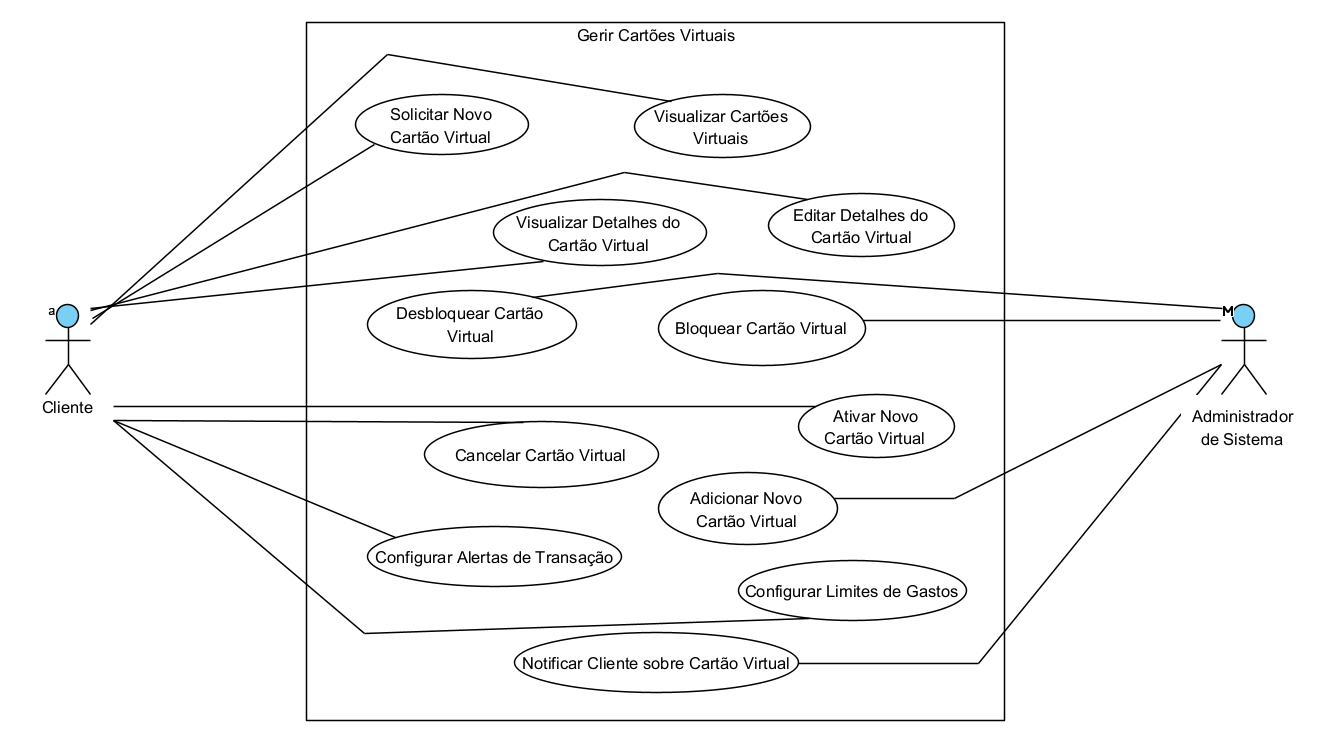 Gerir Cartões Virtuais
Solicitar Novo
Cartão Virtual
Visualizar Cartões
Virtuais
Visualizar Detalhes do
Cartão Virtual
Editar Detalhes do
Cartão Virtual
a
Cliente
Desbloquear Cartão
Virtual
Bloquear Cartão Virtual
M
Administrador
de Sistema
Ativar Novo
Cartão Virtual
Cancelar Cartão Virtual
Adicionar Novo
Cartão Virtual
Configurar Alertas de Transação
Configurar Limites de Gastos
Notificar Cliente sobre Cartão Virtual